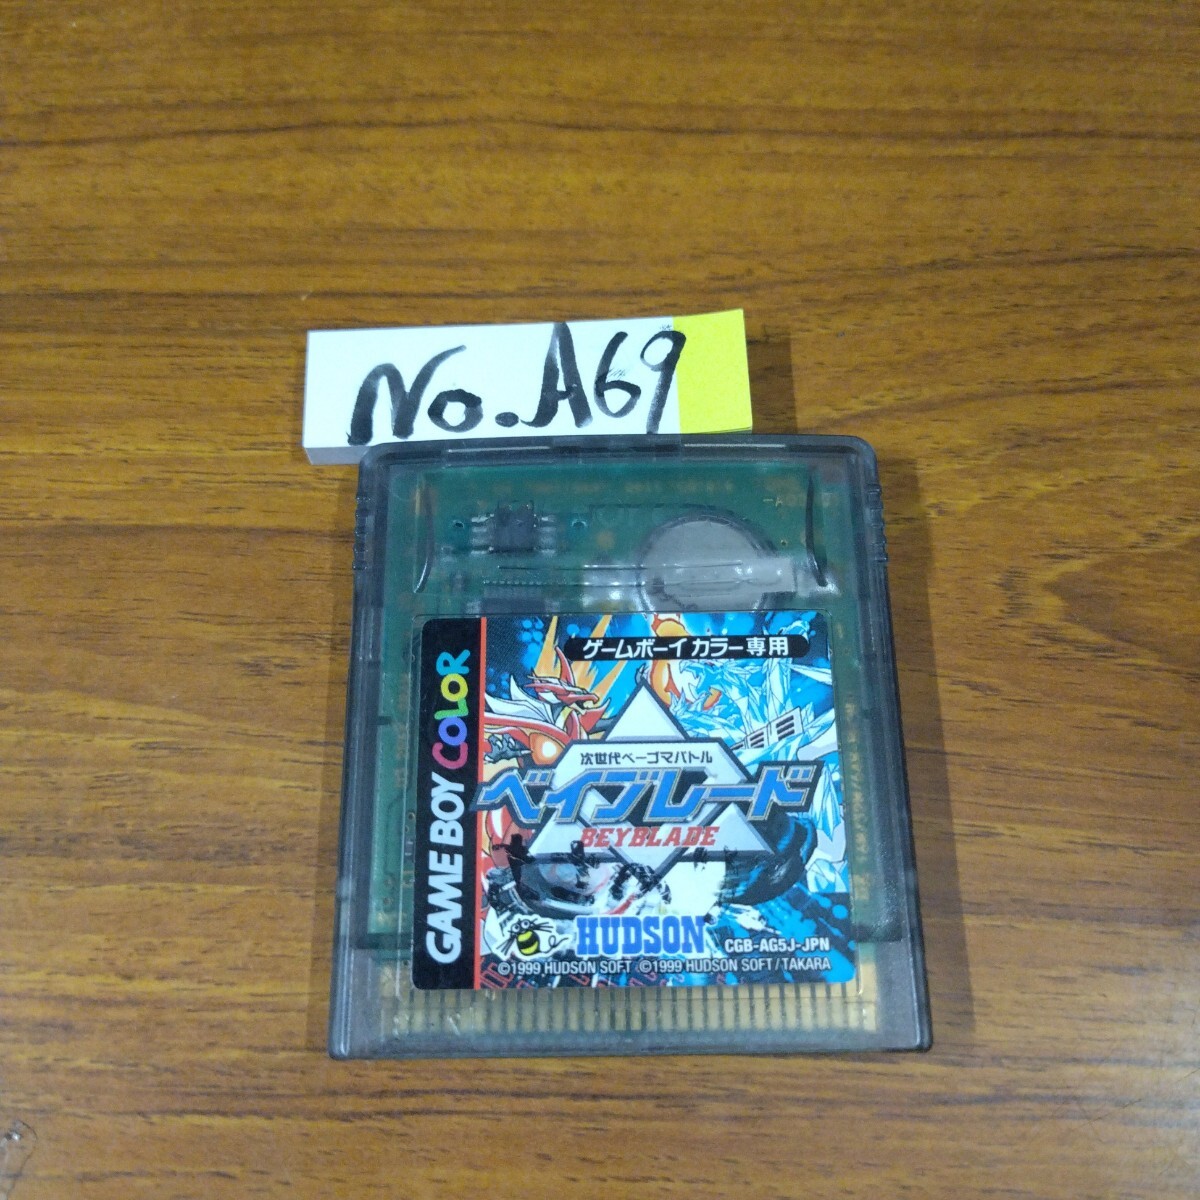 No.A69
GAME BOY COLOR
ゲームボーイ カラー専用
次世代ベーゴマバトル
ベイブレード
BEYBLADE
HUDSON
CGB-AG5J-JPN
©1999 HUDSON SOFT ©1999 HUDSON SOFT/TAKARA